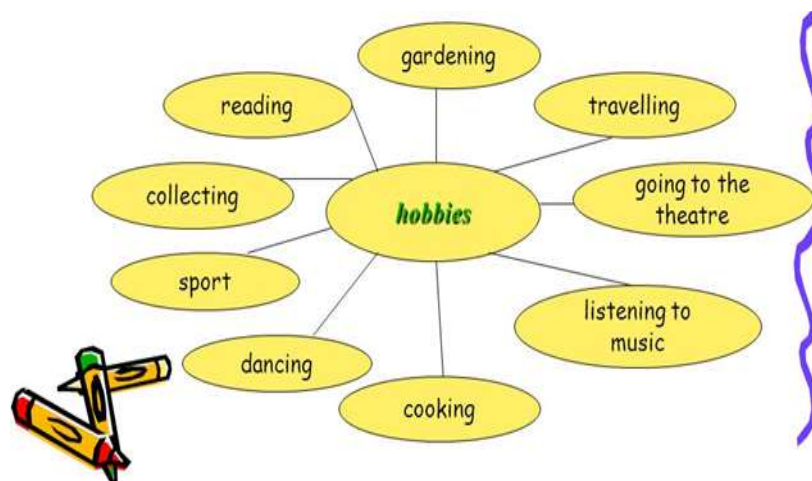 gardening
reading
travelling
collecting
hobbies
going to the
theatre
sport
listening to
music
dancing
cooking